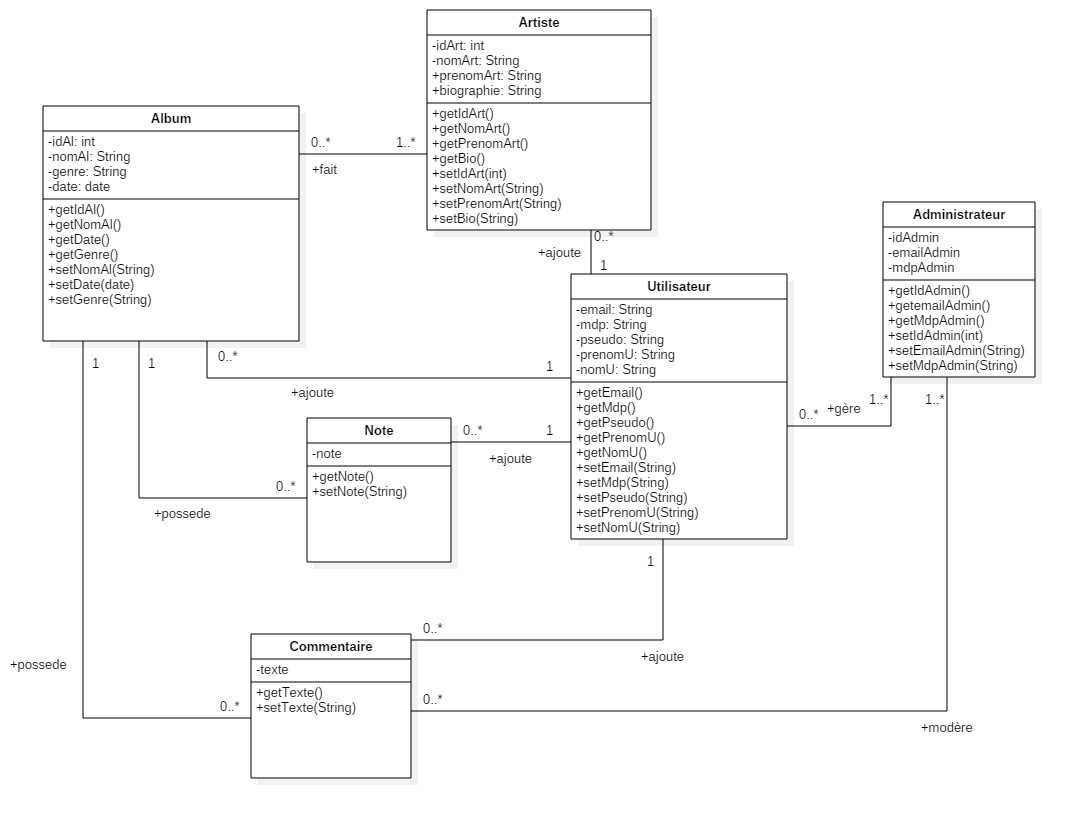 Artiste
-idArt: int
-nomArt: String
+prenomArt: String
+biographie: String
+getIdArt()
+getNomArt()
+getPrenomArt()
+getBio()
+setIdArt(int)
+setNomArt(String)
+setPrenomArt(String)
+setBio(String)
Album
-idAl: int
-nomAl: String
-genre: String
-date: date
+getIdAl()
+getNomAl()
+getDate()
+getGenre()
+setNomAl(String)
+setDate(date)
+setGenre(String)
0..*
1..*
+fait
Administrateur
-idAdmin
-emailAdmin
-mdpAdmin
+getIdAdmin()
+getemailAdmin()
+getMdpAdmin()
+setIdAdmin(int)
+setEmailAdmin(String)
+setMdpAdmin(String)
0..*
+ajoute
1
Utilisateur
-email: String
-mdp: String
-pseudo: String
-prenomU: String
-nomU: String
+getEmail()
+getMdp()
+getPseudo()
+getPrenomU()
+getNomU()
+setEmail(String)
+setMdp(String)
+setPseudo(String)
+setPrenomU(String)
+setNomU(String)
1
1
0..*
1
+ajoute
1..*
1..*
0..*
+gère
Note
-note
+getNote()
+setNote(String)
0..*
1
+ajoute
0..*
+possede
1
0..*
+ajoute
Commentaire
-texte
+getTexte()
+setTexte(String)
+possede
0..*
0..*
+modère